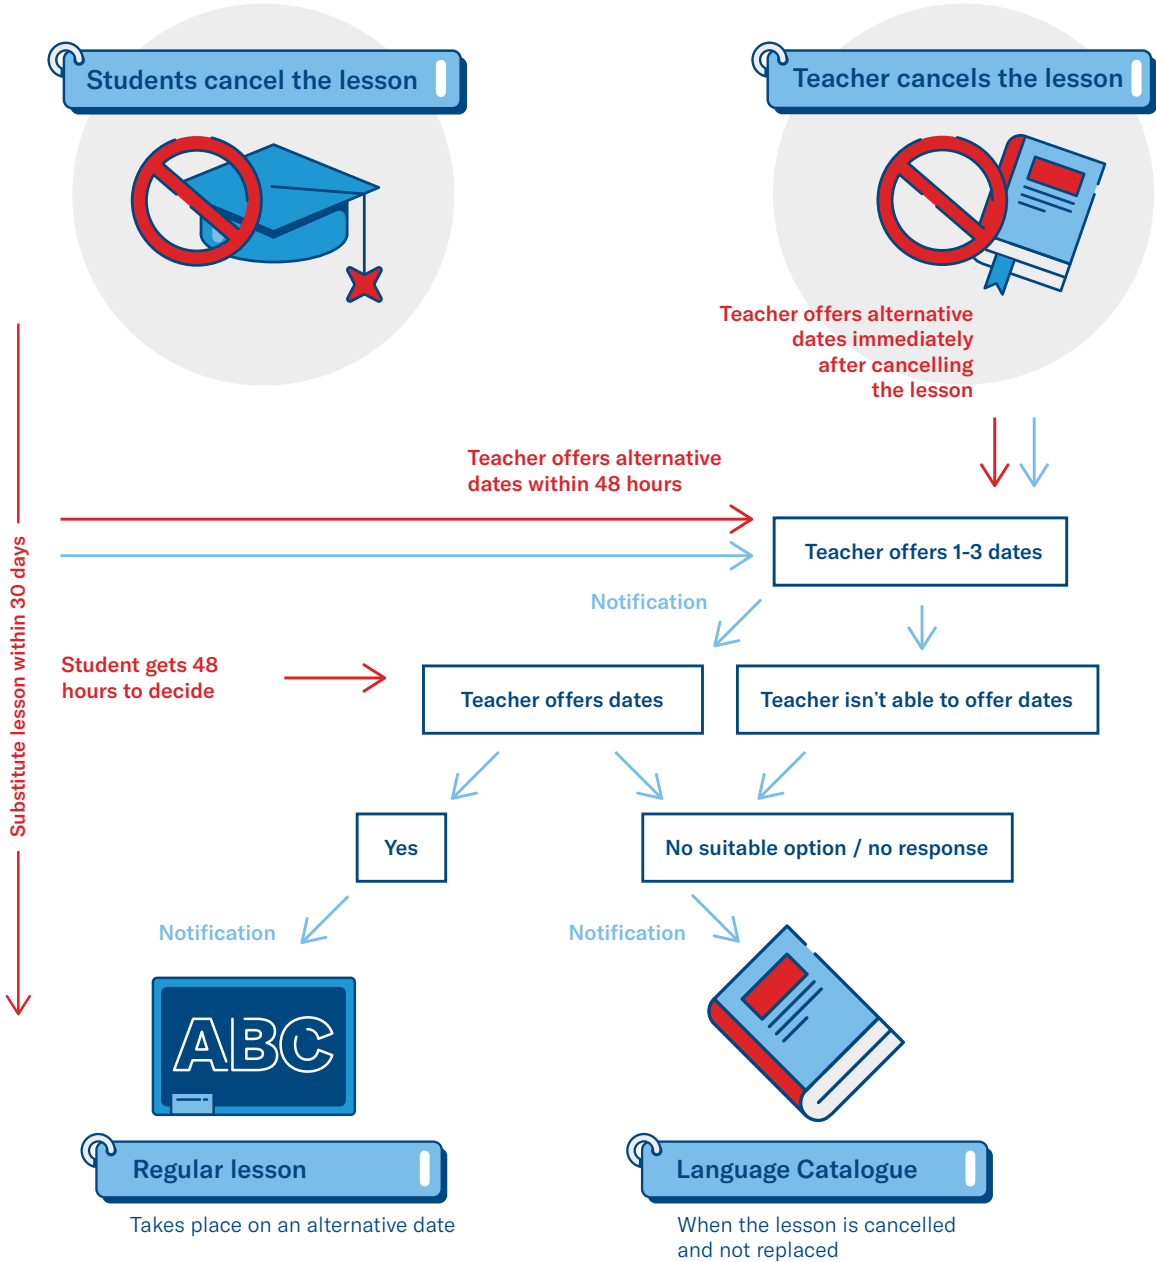 Students cancel the lesson
Teacher cancels the lesson
Teacher offers alternative
dates immediately
after cancelling
the lesson
Teacher offers alternative
dates within 48 hours
Teacher offers 1-3 dates
Notification
Substitute lesson within 30 days
Student gets 48
hours to decide
Teacher offers dates
Teacher isn't able to offer dates
Yes
No suitable option / no response
Notification
Notification
ABC
Regular lesson
Language Catalogue
Takes place on an alternative date
When the lesson is cancelled
and not replaced